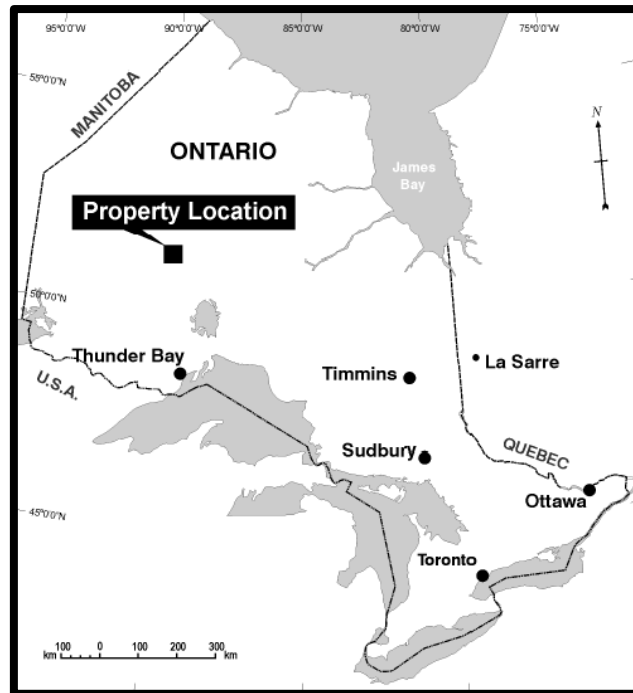 95°0'0"W
90°0'0"W
85°0'0"W
80°0'0"W
75°0'0"W
55°0'0"N
MANITOBA
ONTARIO
James
Bay
N
Property Location
50°0'0"N
Thunder Bay
U.S.A.
Timmins
La Sarre
Sudbury
QUEBEC
Ottawa
45°0'0"N
Toronto
100 0 100 200 300
km km